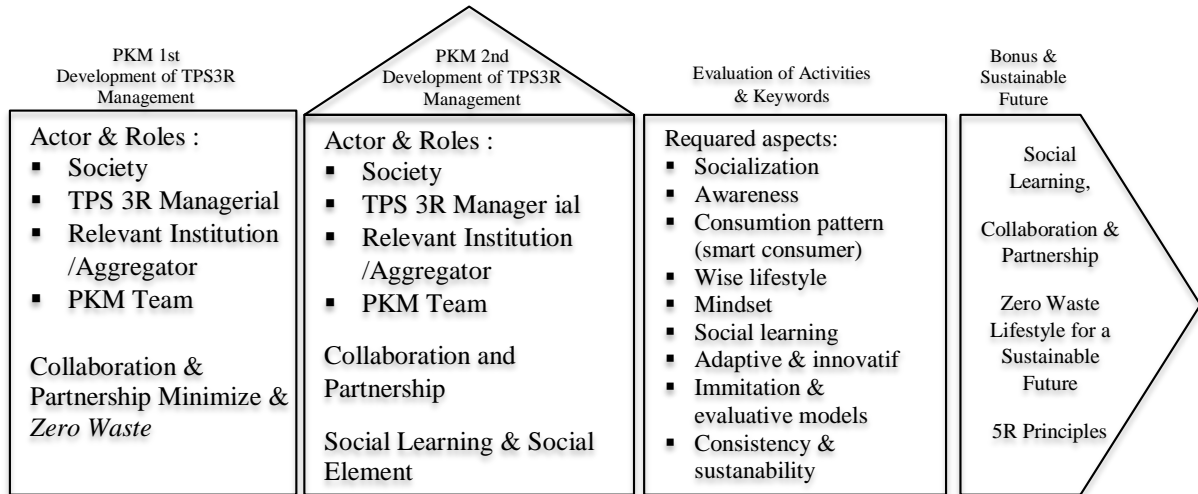 PKM 1st
Development of TPS3R
Management
Actor & Roles :
▪ Society
▪ TPS 3R Managerial
▪ Relevant Institution
/Aggregator
▪ PKM Team
Collaboration &
Partnership Minimize &
Zero Waste
PKM 2nd
Development of TPS3R
Management
Actor & Roles :
▪ Society
▪ TPS 3R Manager ial
▪ Relevant Institution
/Aggregator
▪ PKM Team
Collaboration and
Partnership
Social Learning & Social
Element
Evaluation of Activities
& Keywords
Requared aspects:
▪ Socialization
▪ Awareness
▪ Consumtion pattern
(smart consumer)
▪ Wise lifestyle
▪ Mindset
▪ Social learning
▪ Adaptive & innovatif
▪ Immitation &
evaluative models
▪ Consistency &
sustanability
Bonus &
Sustainable
Future
Social
Learning,
Collaboration &
Partnership
Zero Waste
Lifestyle for a
Sustainable
Future
5R Principles